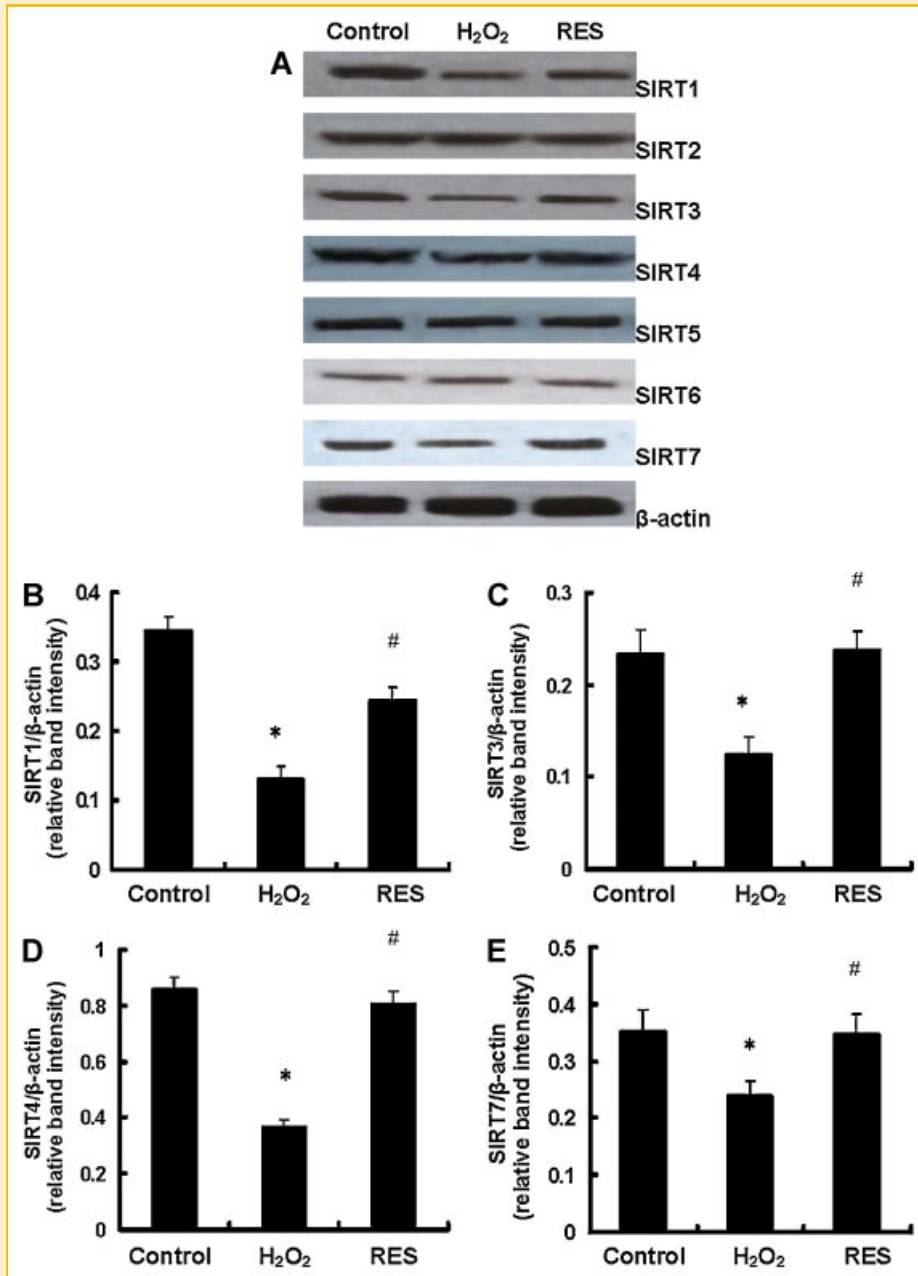 Control H₂O₂ RES
A
SIRT1
SIRT2
SIRT3
SIRT4
SIRT5
SIRT6
SIRT7
β-actin
B
SIRT1/β-actin
(relative band intensity)
0.4
0.3
0.2
0.1
0
*
#
Control H₂O₂ RES
C
SIRT3/β-actin
(relative band intensity)
0.3
0.2
0.1
0
*
#
Control H₂O₂ RES
D
SIRT4/β-actin
(relative band intensity)
1
0.8
0.6
0.4
0.2
0
*
#
Control H₂O₂ RES
E
SIRT7/β-actin
(relative band intensity)
0.5
0.4
0.3
0.2
0.1
0
*
#
Control H₂O₂ RES